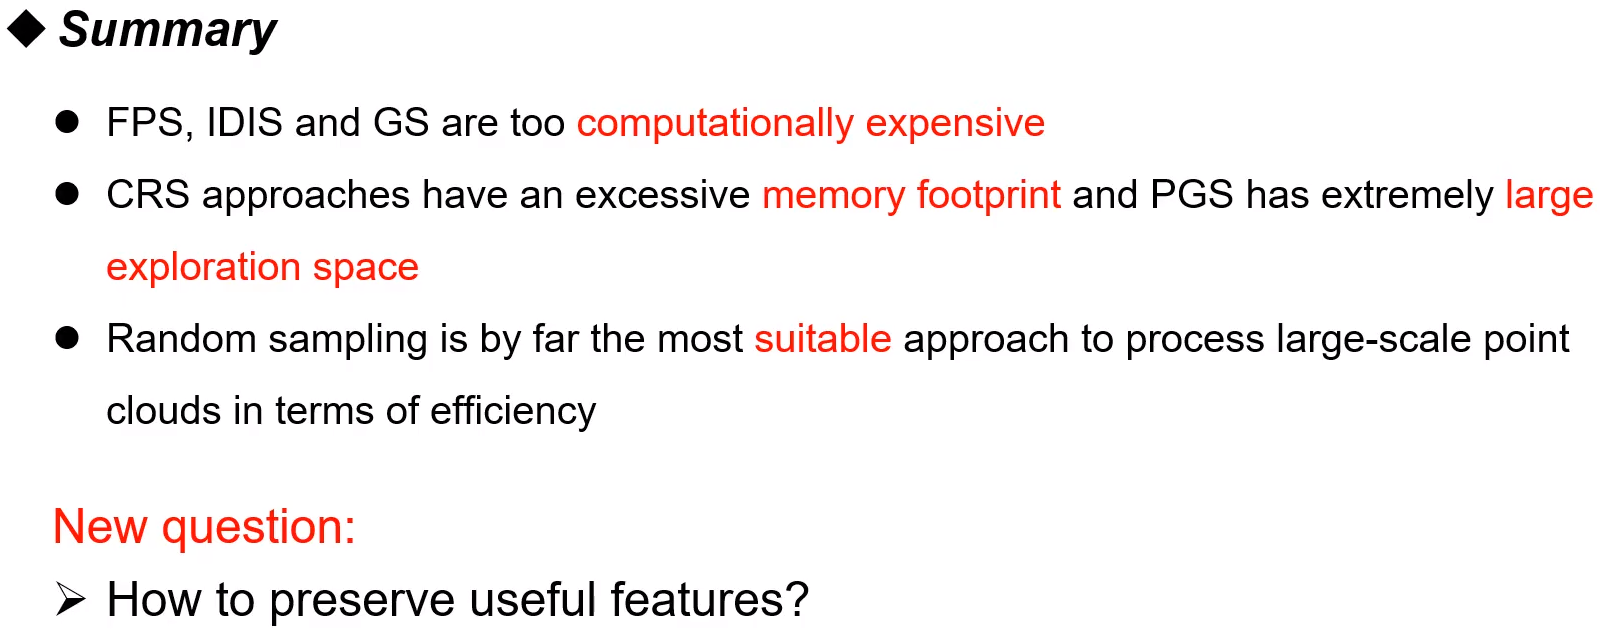 ◆ Summary
● FPS, IDIS and GS are too computationally expensive
● CRS approaches have an excessive memory footprint and PGS has extremely large
exploration space
● Random sampling is by far the most suitable approach to process large-scale point
clouds in terms of efficiency
New question:
➢ How to preserve useful features?